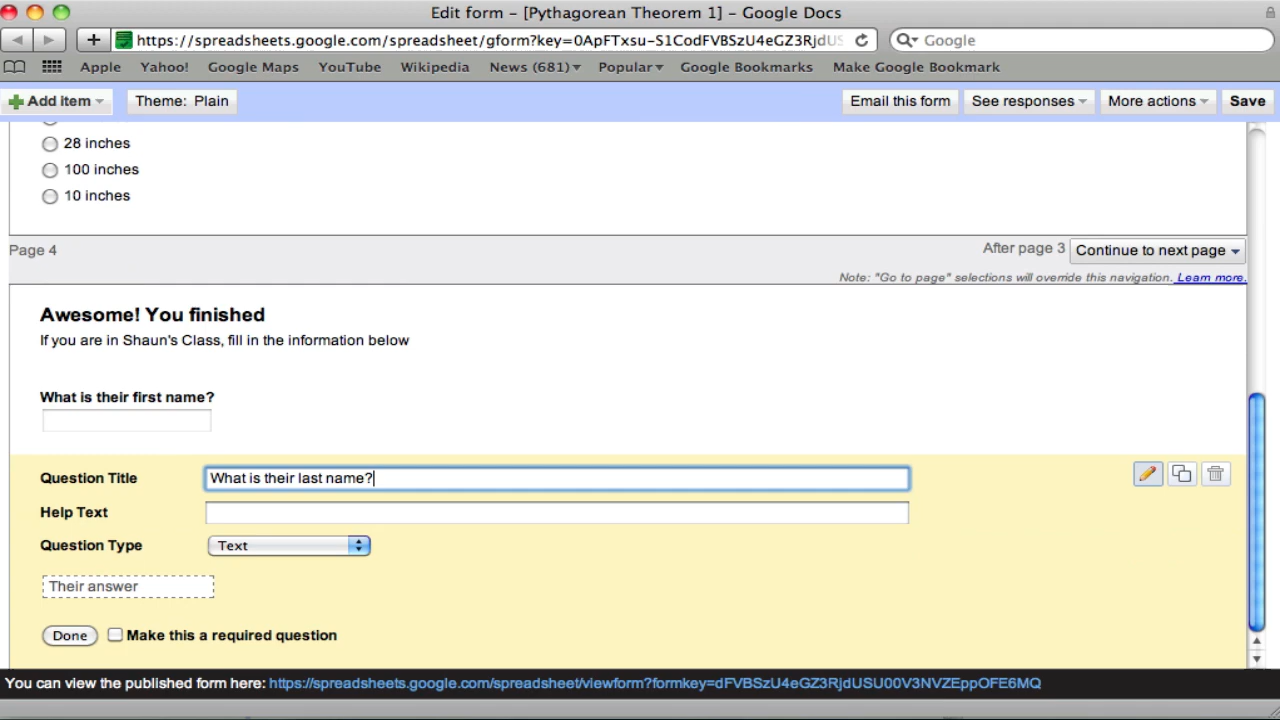 Edit form – [Pythagorean Theorem 1] – Google Docs
https://spreadsheets.google.com/spreadsheet/gform?key=0ApFTxsu-S1CodFVBSzU4eGZ3RjdUS
Google
Apple Yahoo! Google Maps YouTube Wikipedia News (681) Popular Google Bookmarks Make Google Bookmark
Add item Theme: Plain Email this form See responses More actions Save
28 inches
100 inches
10 inches
Page 4 After page 3 Continue to next page
Note: "Go to page" selections will override this navigation. Learn more.
Awesome! You finished
If you are in Shaun's Class, fill in the information below
What is their first name?
Question Title What is their last name?
Help Text
Question Type Text
Their answer
Done Make this a required question
You can view the published form here: https://spreadsheets.google.com/spreadsheet/viewform?formkey=dFVBSzU4eGZ3RjdUSU00V3NVZEppOFE6MQ